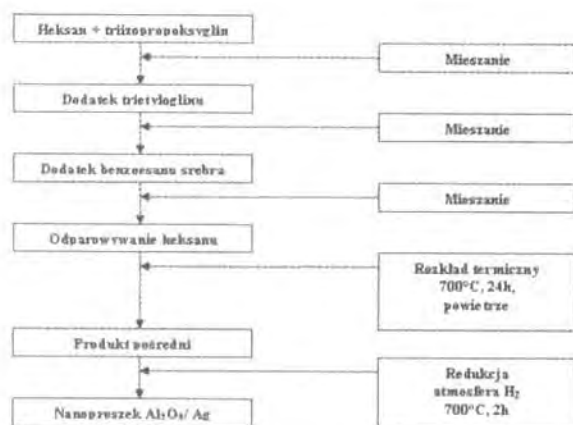 Heksan + triizopropoksyglin
Mieszanie
Dodatek trietyloglinu
Mieszanie
Dodatek benzoesanu srebra
Mieszanie
Odparowywanie heksanu
Rozkład termiczny
700°C, 24h,
powietrze
Produkt pośredni
Redukcja
atmosfera H₂
700°C, 2h
Nanoproszek Al₂O₃/ Ag